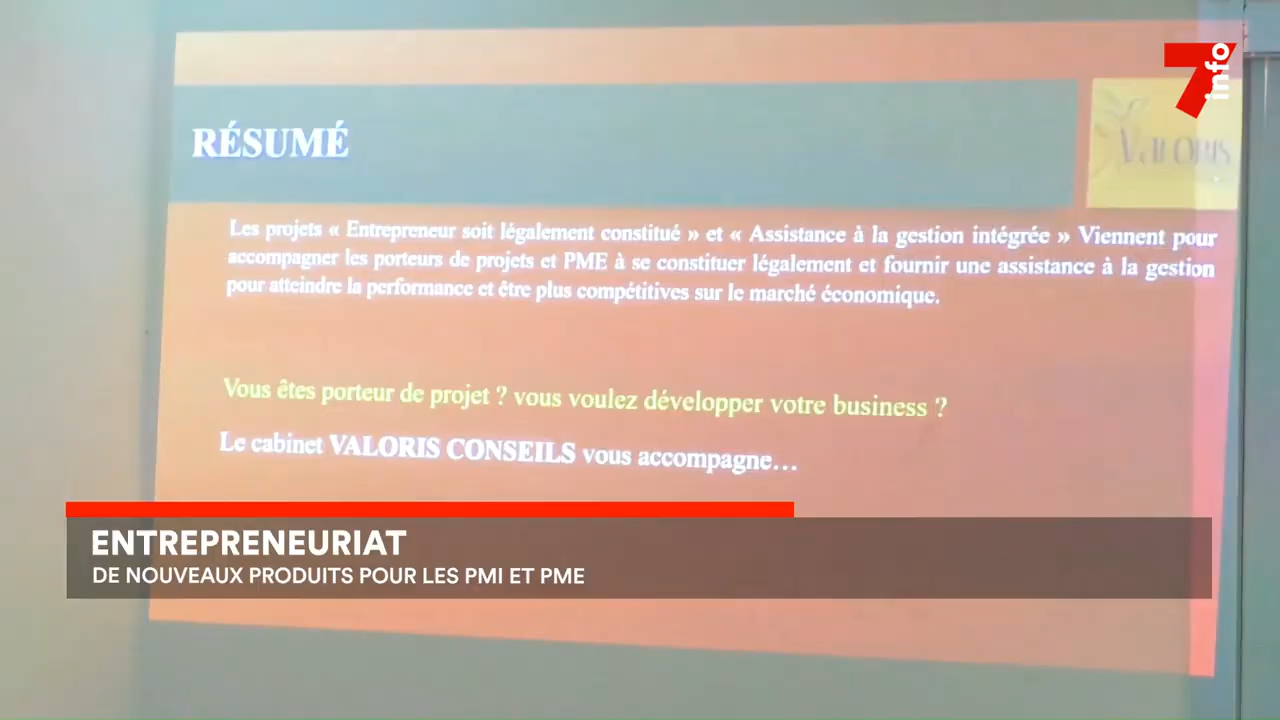 7 info
RÉSUMÉ
VALORIS
Les projets « Entrepreneur soit légalement constitué » et « Assistance à la gestion intégrée » Viennent pour
accompagner les porteurs de projets et PME à se constituer légalement et fournir une assistance à la gestion
pour atteindre la performance et être plus compétitives sur le marché économique.
Vous êtes porteur de projet ? vous voulez développer votre business ?
Le cabinet VALORIS CONSEILS vous accompagne…
ENTREPRENEURIAT
DE NOUVEAUX PRODUITS POUR LES PMI ET PME